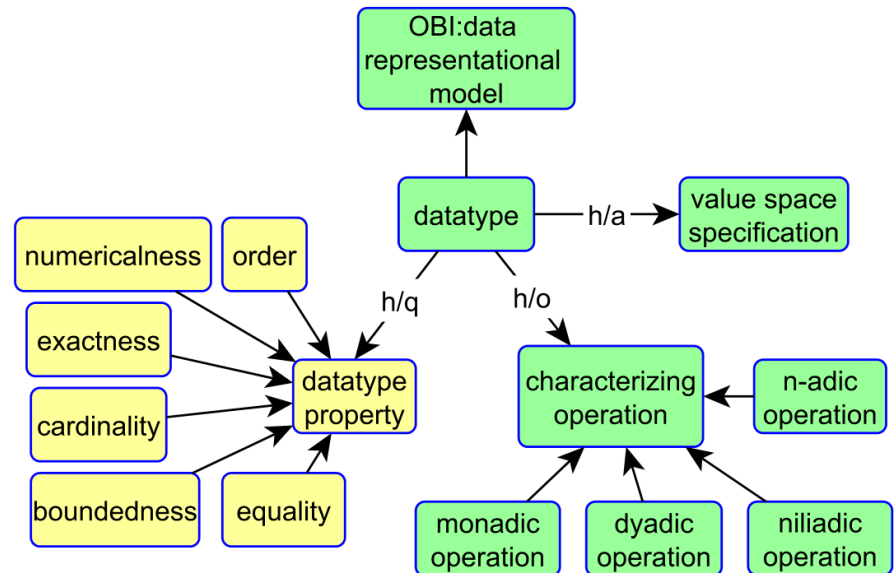 OBI:data
representational
model
datatype
h/a
value space
specification
numericalness
order
h/q
h/o
exactness
datatype
property
characterizing
operation
n-adic
operation
cardinality
boundedness
equality
monadic
operation
dyadic
operation
niliadic
operation